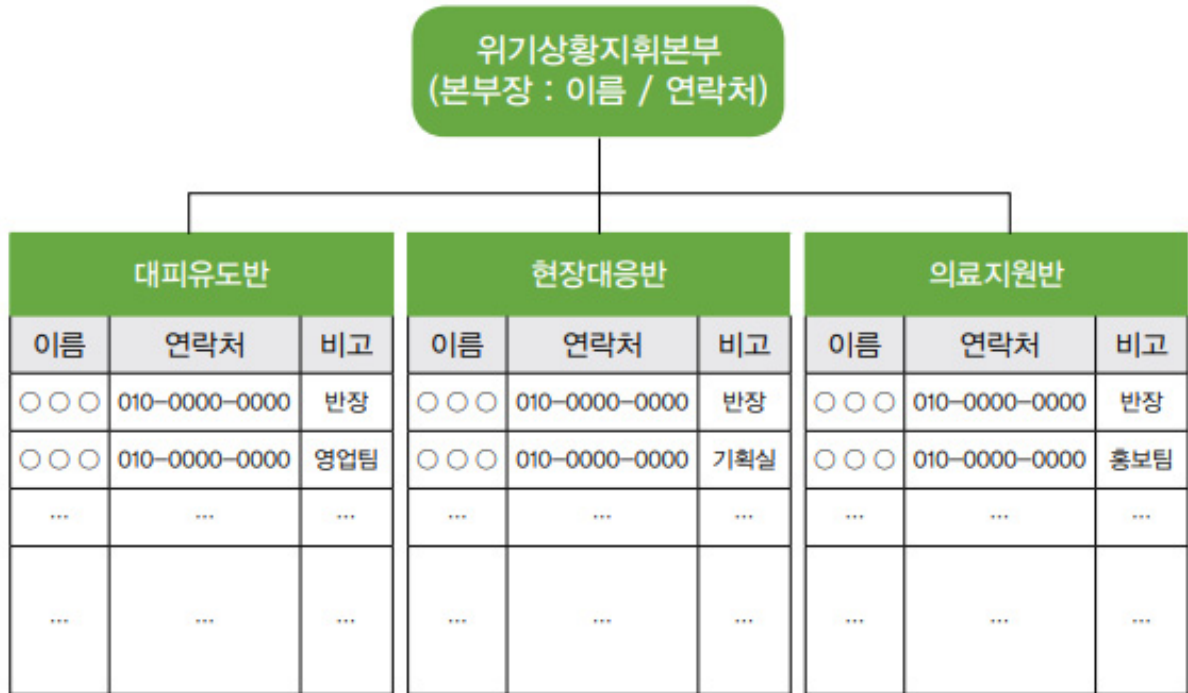 위기상황지휘본부
(본부장 : 이름 / 연락처)
대피유도반
이름 연락처 비고
○○○ 010-0000-0000 반장
○○○ 010-0000-0000 영업팀
... ... ...
... ... ...
현장대응반
이름 연락처 비고
○○○ 010-0000-0000 반장
○○○ 010-0000-0000 기획실
... ... ...
... ... ...
의료지원반
이름 연락처 비고
○○○ 010-0000-0000 반장
○○○ 010-0000-0000 홍보팀
... ... ...
... ... ...